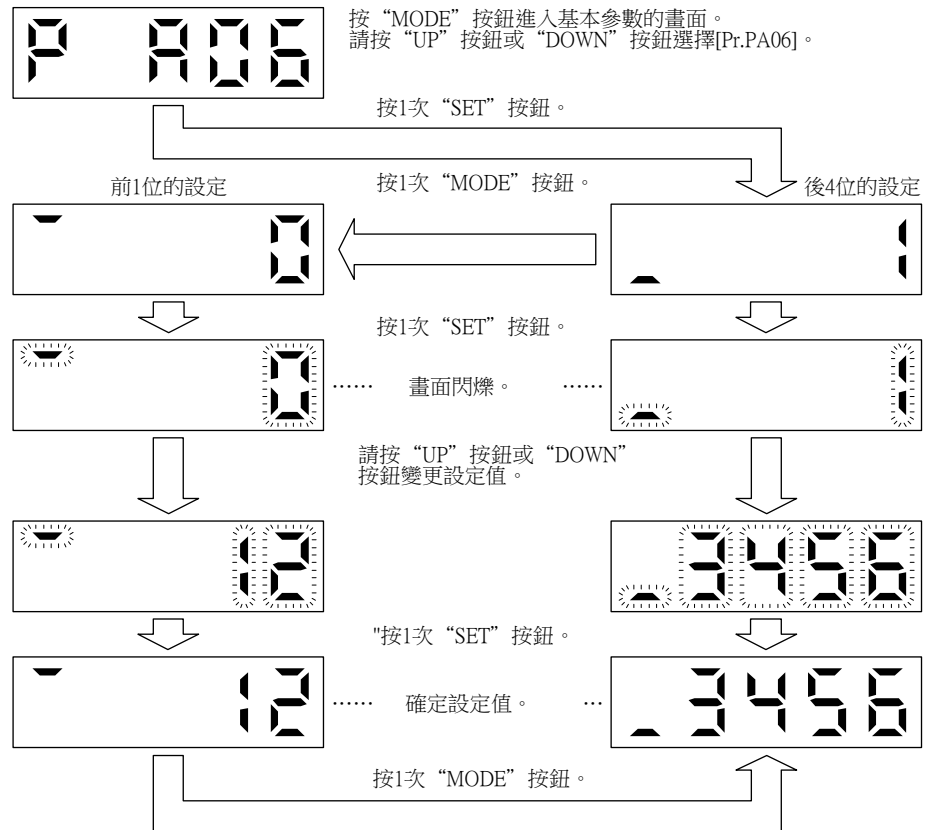 P A06
按“MODE”按鈕進入基本參數的畫面。
請按“UP”按鈕或“DOWN”按鈕選擇[Pr.PA06]。
按1次“SET”按鈕。
前1位的設定
按1次“MODE”按鈕。
後4位的設定
0
_ 1
按1次“SET”按鈕。
0
……
畫面閃爍。
……
_ 1
請按“UP”按鈕或“DOWN”
按鈕變更設定值。
12
_3456
"按1次“SET”按鈕。
12
……
確定設定值。
…
_3456
按1次“MODE”按鈕。